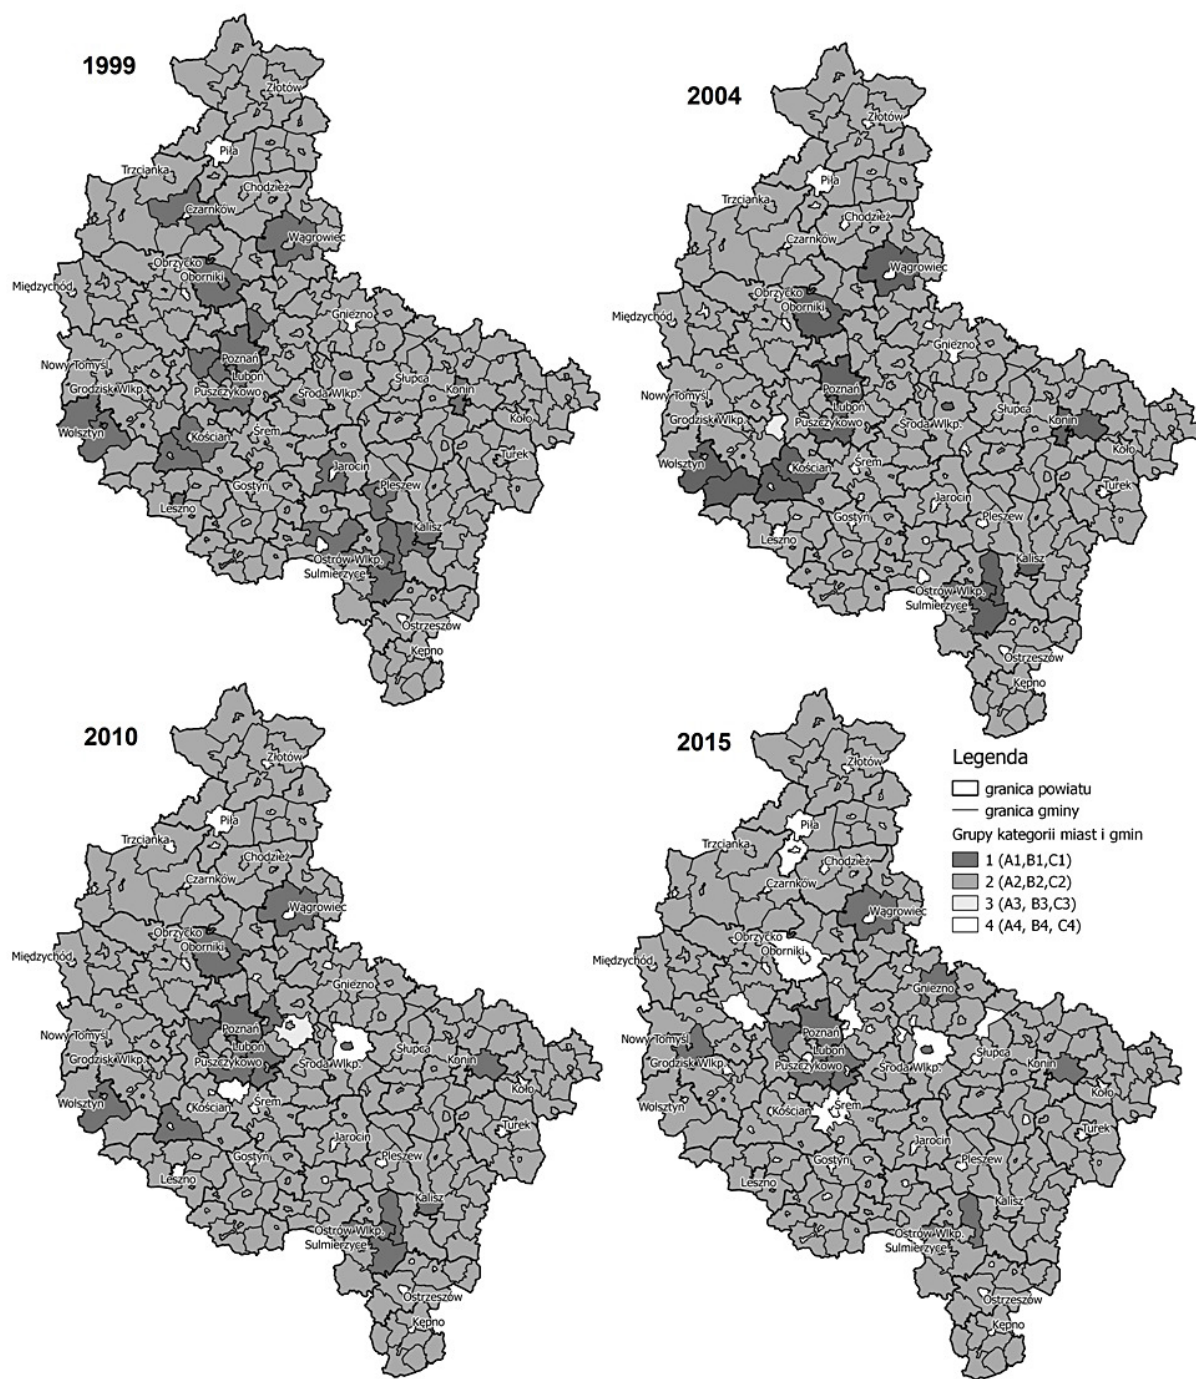 1999
Złotów
Piła
Trzcianka
Chodzież
Czarnków
Wągrowiec
Obrzycko
Oborniki
Międzychód
Gniezno
Nowy Tomyśl
Poznań
Luboń
Grodzisk Wlkp.
Puszczykowo
Środa Wlkp.
Słupca
Konin
Koło
Wolsztyn
Kościan
Śrem
Turek
Jarocin
Gostyń
Pleszew
Leszno
Kalisz
Ostrów Wlkp.
Sulmierzyce
Ostrzeszów
Kępno
2004
Złotów
Piła
Trzcianka
Chodzież
Czarnków
Wągrowiec
Obrzycko
Oborniki
Międzychód
Gniezno
Nowy Tomyśl
Poznań
Luboń
Grodzisk Wlkp.
Puszczykowo
Środa Wlkp.
Słupca
Konin
Koło
Wolsztyn
Kościan
Śrem
Turek
Jarocin
Gostyń
Pleszew
Leszno
Kalisz
Ostrów Wlkp.
Sulmierzyce
Ostrzeszów
Kępno
2010
Złotów
Piła
Trzcianka
Chodzież
Czarnków
Wągrowiec
Obrzycko
Oborniki
Międzychód
Gniezno
Nowy Tomyśl
Poznań
Luboń
Grodzisk Wlkp.
Puszczykowo
Środa Wlkp.
Słupca
Konin
Koło
Wolsztyn
Kościan
Śrem
Turek
Jarocin
Gostyń
Pleszew
Leszno
Kalisz
Ostrów Wlkp.
Sulmierzyce
Ostrzeszów
Kępno
2015
Złotów
Piła
Trzcianka
Chodzież
Czarnków
Wągrowiec
Obrzycko
Oborniki
Międzychód
Gniezno
Nowy Tomyśl
Poznań
Luboń
Grodzisk Wlkp.
Puszczykowo
Środa Wlkp.
Słupca
Konin
Koło
Wolsztyn
Kościan
Śrem
Turek
Jarocin
Gostyń
Pleszew
Leszno
Kalisz
Ostrów Wlkp.
Sulmierzyce
Ostrzeszów
Kępno
Legenda
granica powiatu
granica gminy
Grupy kategorii miast i gmin
1 (A1,B1,C1)
2 (A2,B2,C2)
3 (A3, B3,C3)
4 (A4, B4, C4)